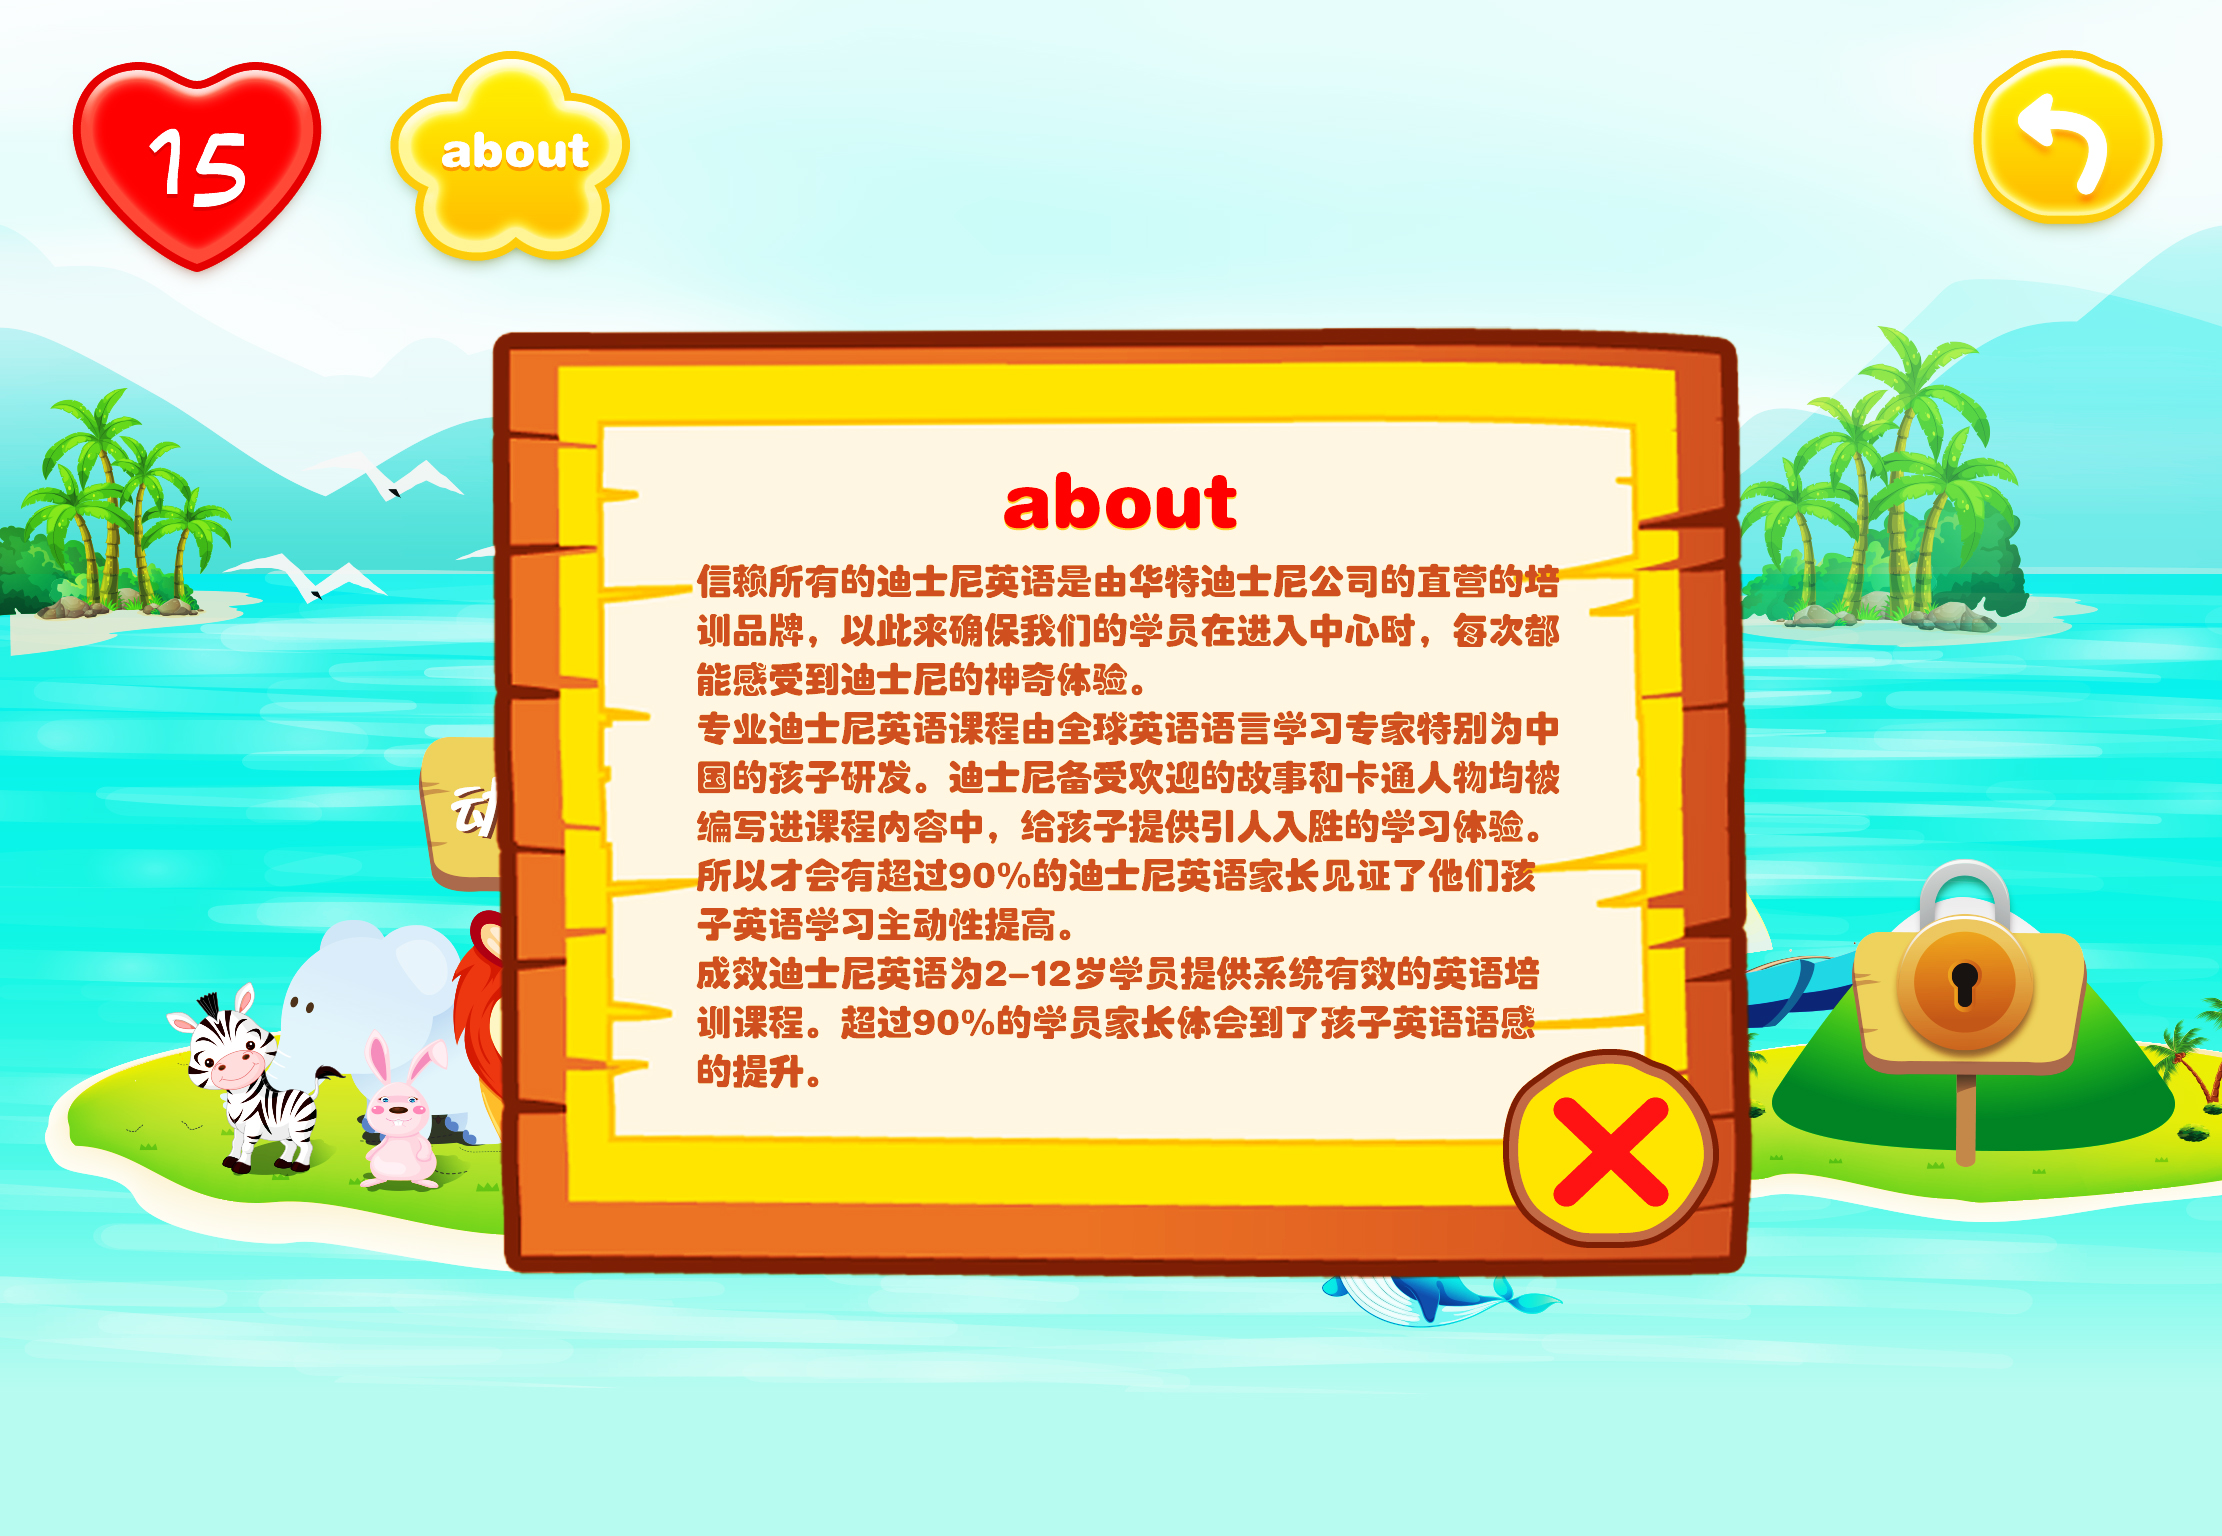 15
about
about
信赖所有的迪士尼英语是由华特迪士尼公司的直营的培
训品牌，以此来确保我们的学员在进入中心时，每次都
能感受到迪士尼的神奇体验。
专业迪士尼英语课程由全球英语语言学习专家特别为中
国的孩子研发。迪士尼备受欢迎的故事和卡通人物均被
编写进课程内容中，给孩子提供引人入胜的学习体验。
所以才会有超过90%的迪士尼英语家长见证了他们孩
子英语学习主动性提高。
成效迪士尼英语为2-12岁学员提供系统有效的英语培
训课程。超过90%的学员家长体会到了孩子英语语感
的提升。